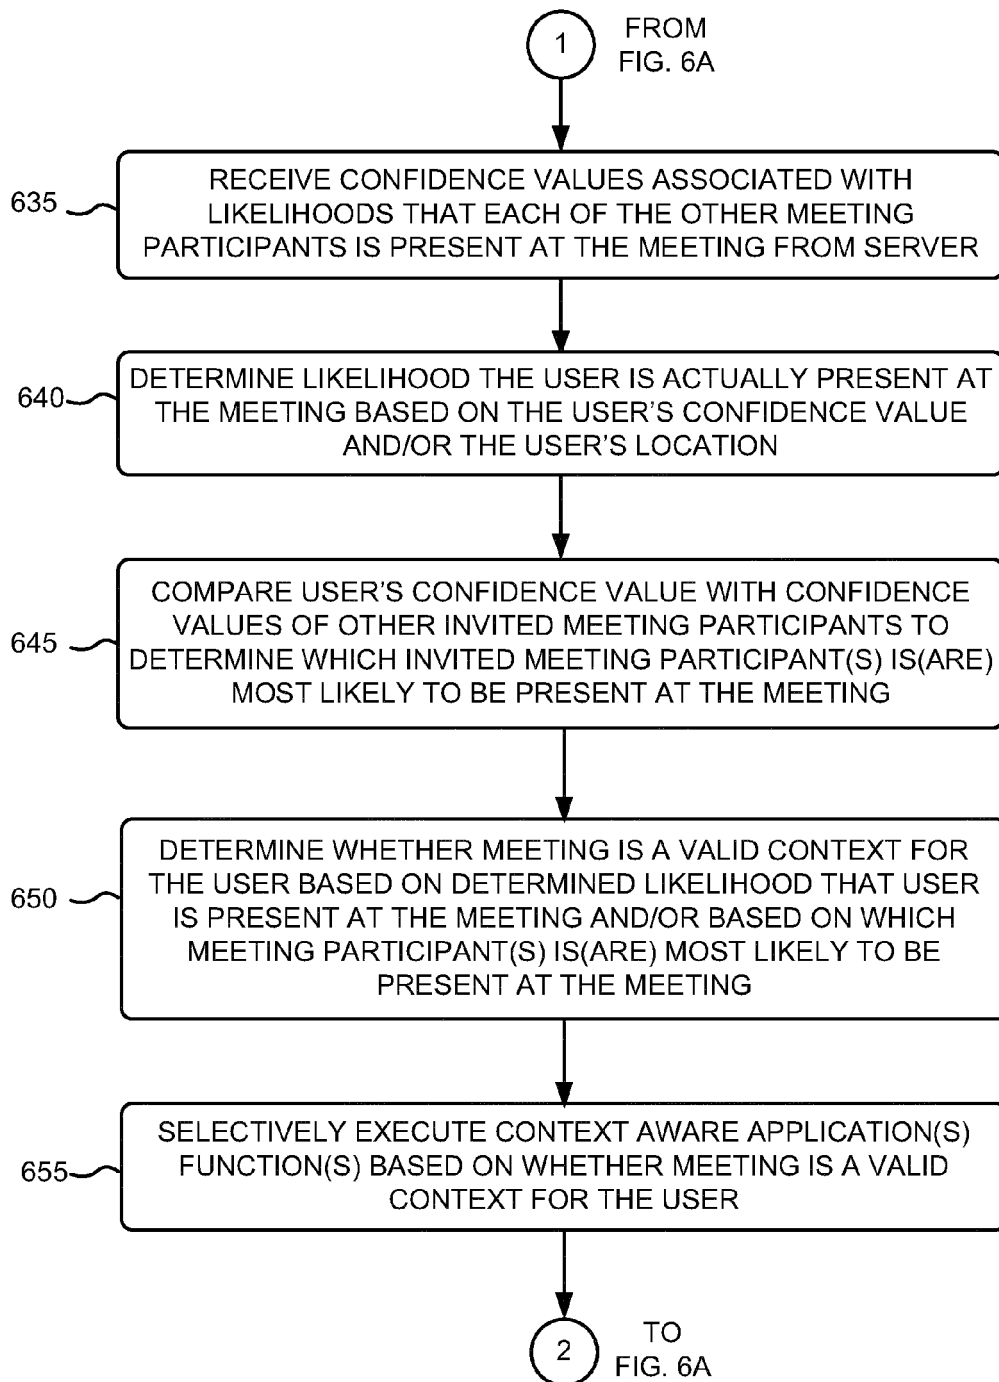 1
FROM
FIG. 6A
635
RECEIVE CONFIDENCE VALUES ASSOCIATED WITH
LIKELIHOODS THAT EACH OF THE OTHER MEETING
PARTICIPANTS IS PRESENT AT THE MEETING FROM SERVER
640
DETERMINE LIKELIHOOD THE USER IS ACTUALLY PRESENT AT
THE MEETING BASED ON THE USER'S CONFIDENCE VALUE
AND/OR THE USER'S LOCATION
645
COMPARE USER'S CONFIDENCE VALUE WITH CONFIDENCE
VALUES OF OTHER INVITED MEETING PARTICIPANTS TO
DETERMINE WHICH INVITED MEETING PARTICIPANT(S) IS(ARE)
MOST LIKELY TO BE PRESENT AT THE MEETING
650
DETERMINE WHETHER MEETING IS A VALID CONTEXT FOR
THE USER BASED ON DETERMINED LIKELIHOOD THAT USER
IS PRESENT AT THE MEETING AND/OR BASED ON WHICH
MEETING PARTICIPANT(S) IS(ARE) MOST LIKELY TO BE
PRESENT AT THE MEETING
655
SELECTIVELY EXECUTE CONTEXT AWARE APPLICATION(S)
FUNCTION(S) BASED ON WHETHER MEETING IS A VALID
CONTEXT FOR THE USER
2
TO
FIG. 6A